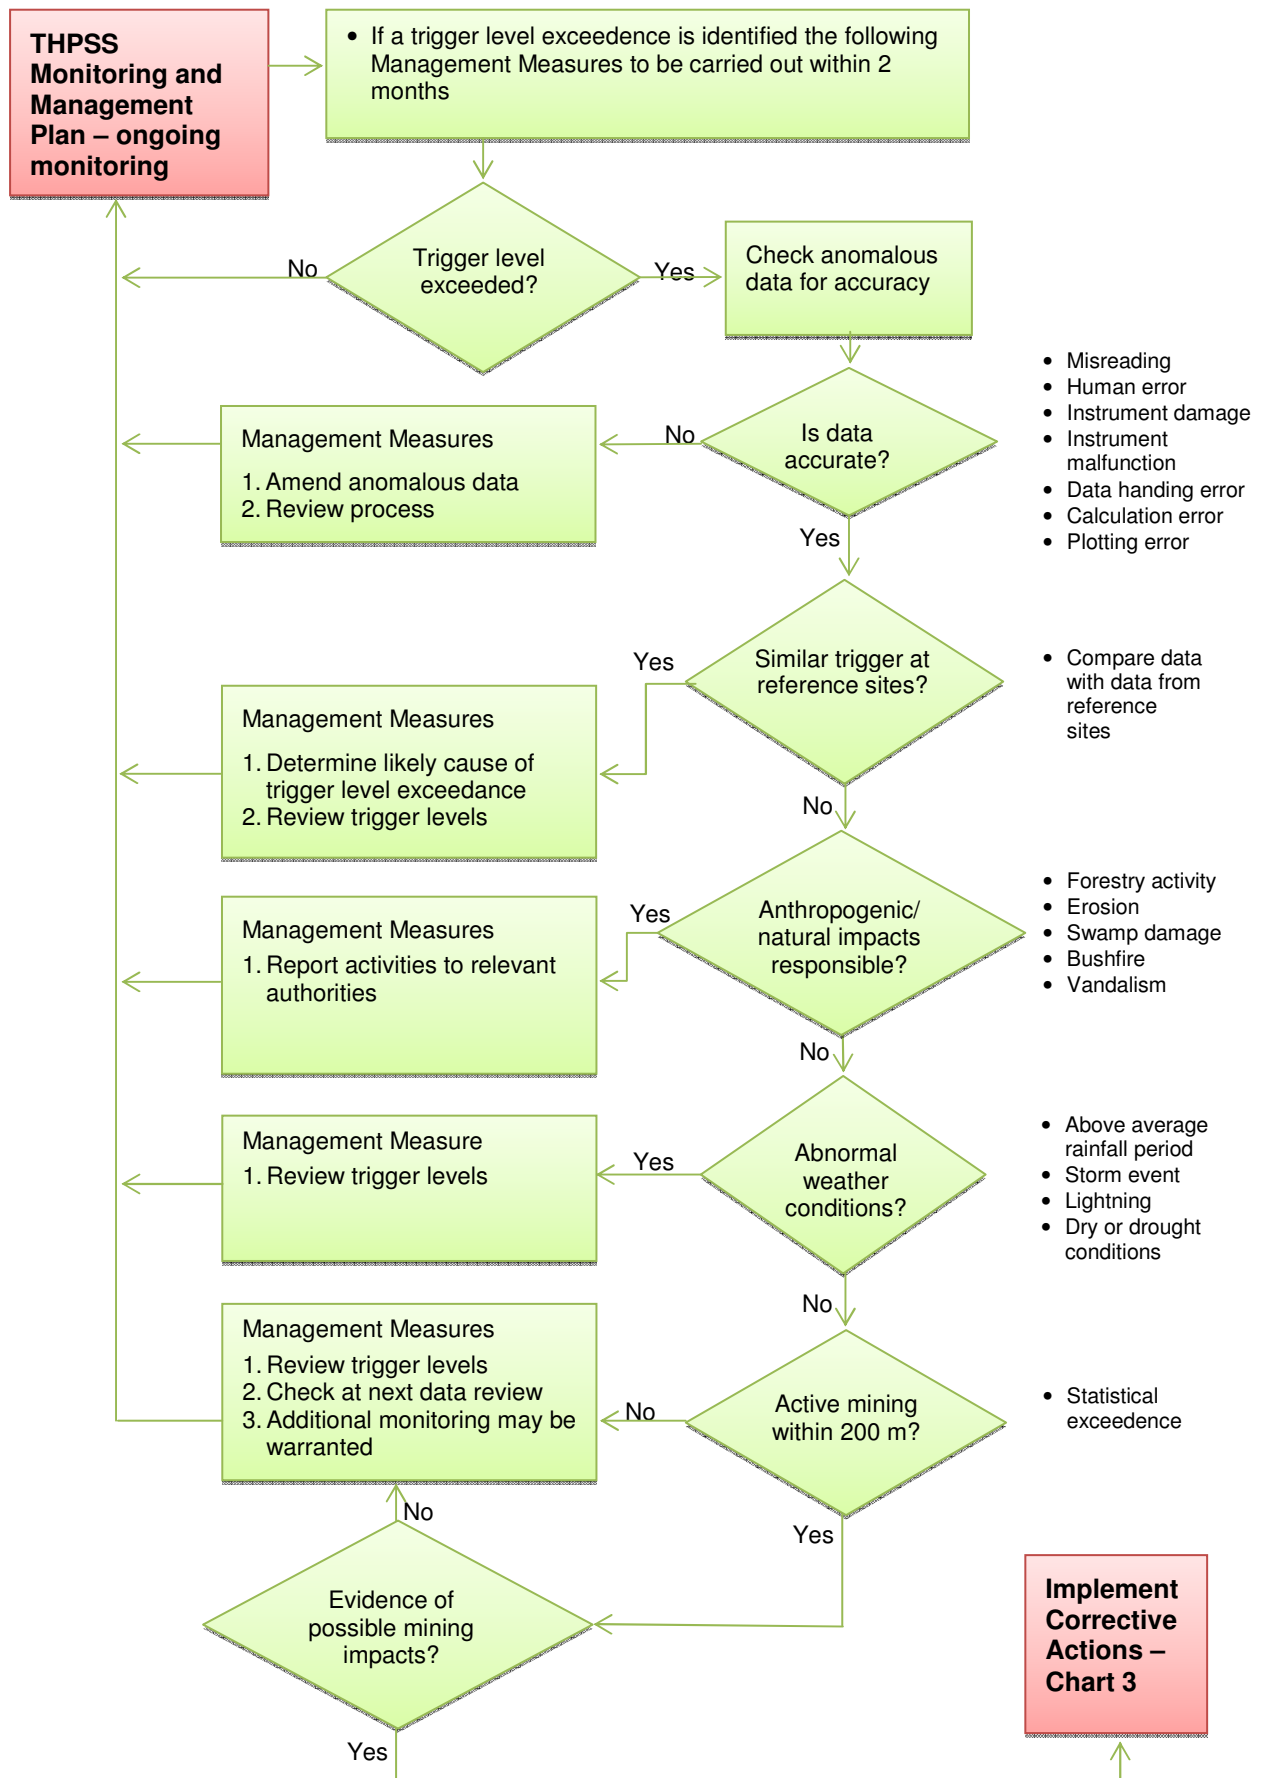 THPSS
Monitoring and
Management
Plan – ongoing
monitoring
• If a trigger level exceedence is identified the following
Management Measures to be carried out within 2
months
Trigger level
exceeded?
No
Yes
Check anomalous
data for accuracy
Is data
accurate?
No
Yes
• Misreading
• Human error
• Instrument damage
• Instrument
malfunction
• Data handing error
• Calculation error
• Plotting error
Management Measures
1. Amend anomalous data
2. Review process
Similar trigger at
reference sites?
Yes
No
• Compare data
with data from
reference
sites
Management Measures
1. Determine likely cause of
trigger level exceedance
2. Review trigger levels
Anthropogenic/
natural impacts
responsible?
Yes
No
• Forestry activity
• Erosion
• Swamp damage
• Bushfire
• Vandalism
Management Measures
1. Report activities to relevant
authorities
Abnormal
weather
conditions?
Yes
No
• Above average
rainfall period
• Storm event
• Lightning
• Dry or drought
conditions
Management Measure
1. Review trigger levels
Active mining
within 200 m?
No
Yes
• Statistical
exceedence
Management Measures
1. Review trigger levels
2. Check at next data review
3. Additional monitoring may be
warranted
No
Evidence of
possible mining
impacts?
Yes
Implement
Corrective
Actions –
Chart 3